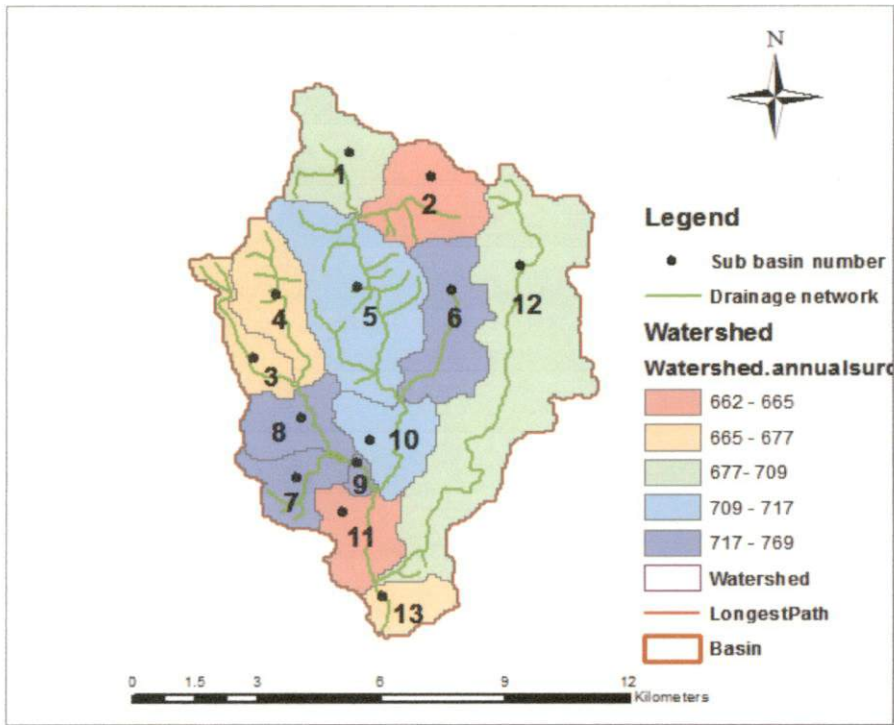 N
1
2
4
5
6
12
3
8
10
9
7
11
13
Legend
Sub basin number
Drainage network
Watershed
Watershed.annualsurc
662 - 665
665 - 677
677- 709
709 - 717
717 - 769
Watershed
LongestPath
Basin
0 1.5 3 6 9 12
Kilometers